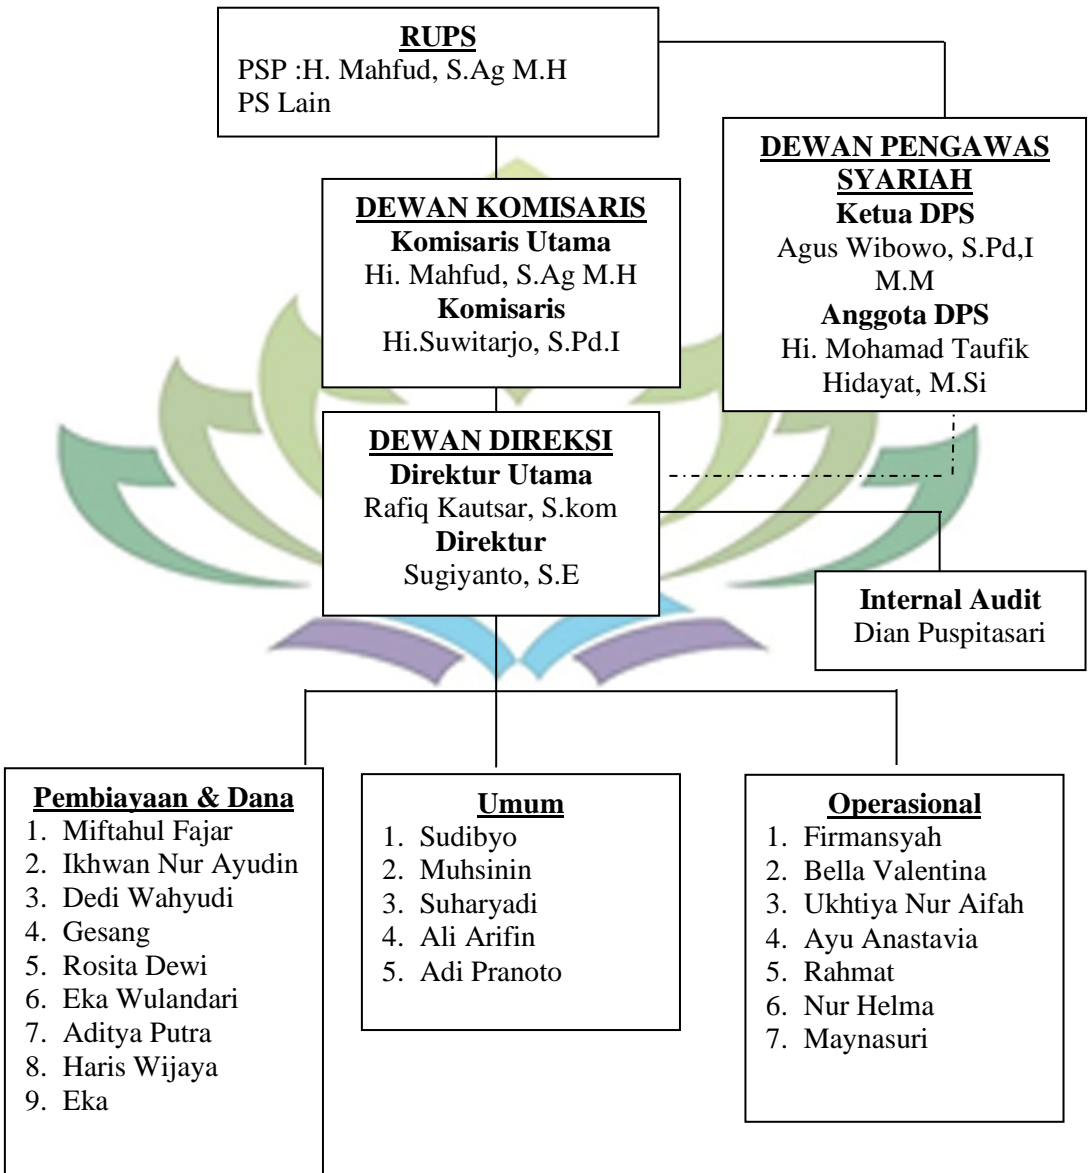 RUPS
PSP :H. Mahfud, S.Ag M.H
PS Lain
DEWAN PENGAWAS
SYARIAH
Ketua DPS
Agus Wibowo, S.Pd,I
M.M
Anggota DPS
Hi. Mohamad Taufik
Hidayat, M.Si
DEWAN KOMISARIS
Komisaris Utama
Hi. Mahfud, S.Ag M.H
Komisaris
Hi.Suwitarjo, S.Pd.I
DEWAN DIREKSI
Direktur Utama
Rafiq Kautsar, S.kom
Direktur
Sugiyanto, S.E
Internal Audit
Dian Puspitasari
Pembiayaan & Dana
1. Miftahul Fajar
2. Ikhwan Nur Ayudin
3. Dedi Wahyudi
4. Gesang
5. Rosita Dewi
6. Eka Wulandari
7. Aditya Putra
8. Haris Wijaya
9. Eka
Umum
1. Sudibyo
2. Muhsinin
3. Suharyadi
4. Ali Arifin
5. Adi Pranoto
Operasional
1. Firmansyah
2. Bella Valentina
3. Ukhtiya Nur Aifah
4. Ayu Anastavia
5. Rahmat
6. Nur Helma
7. Maynasuri